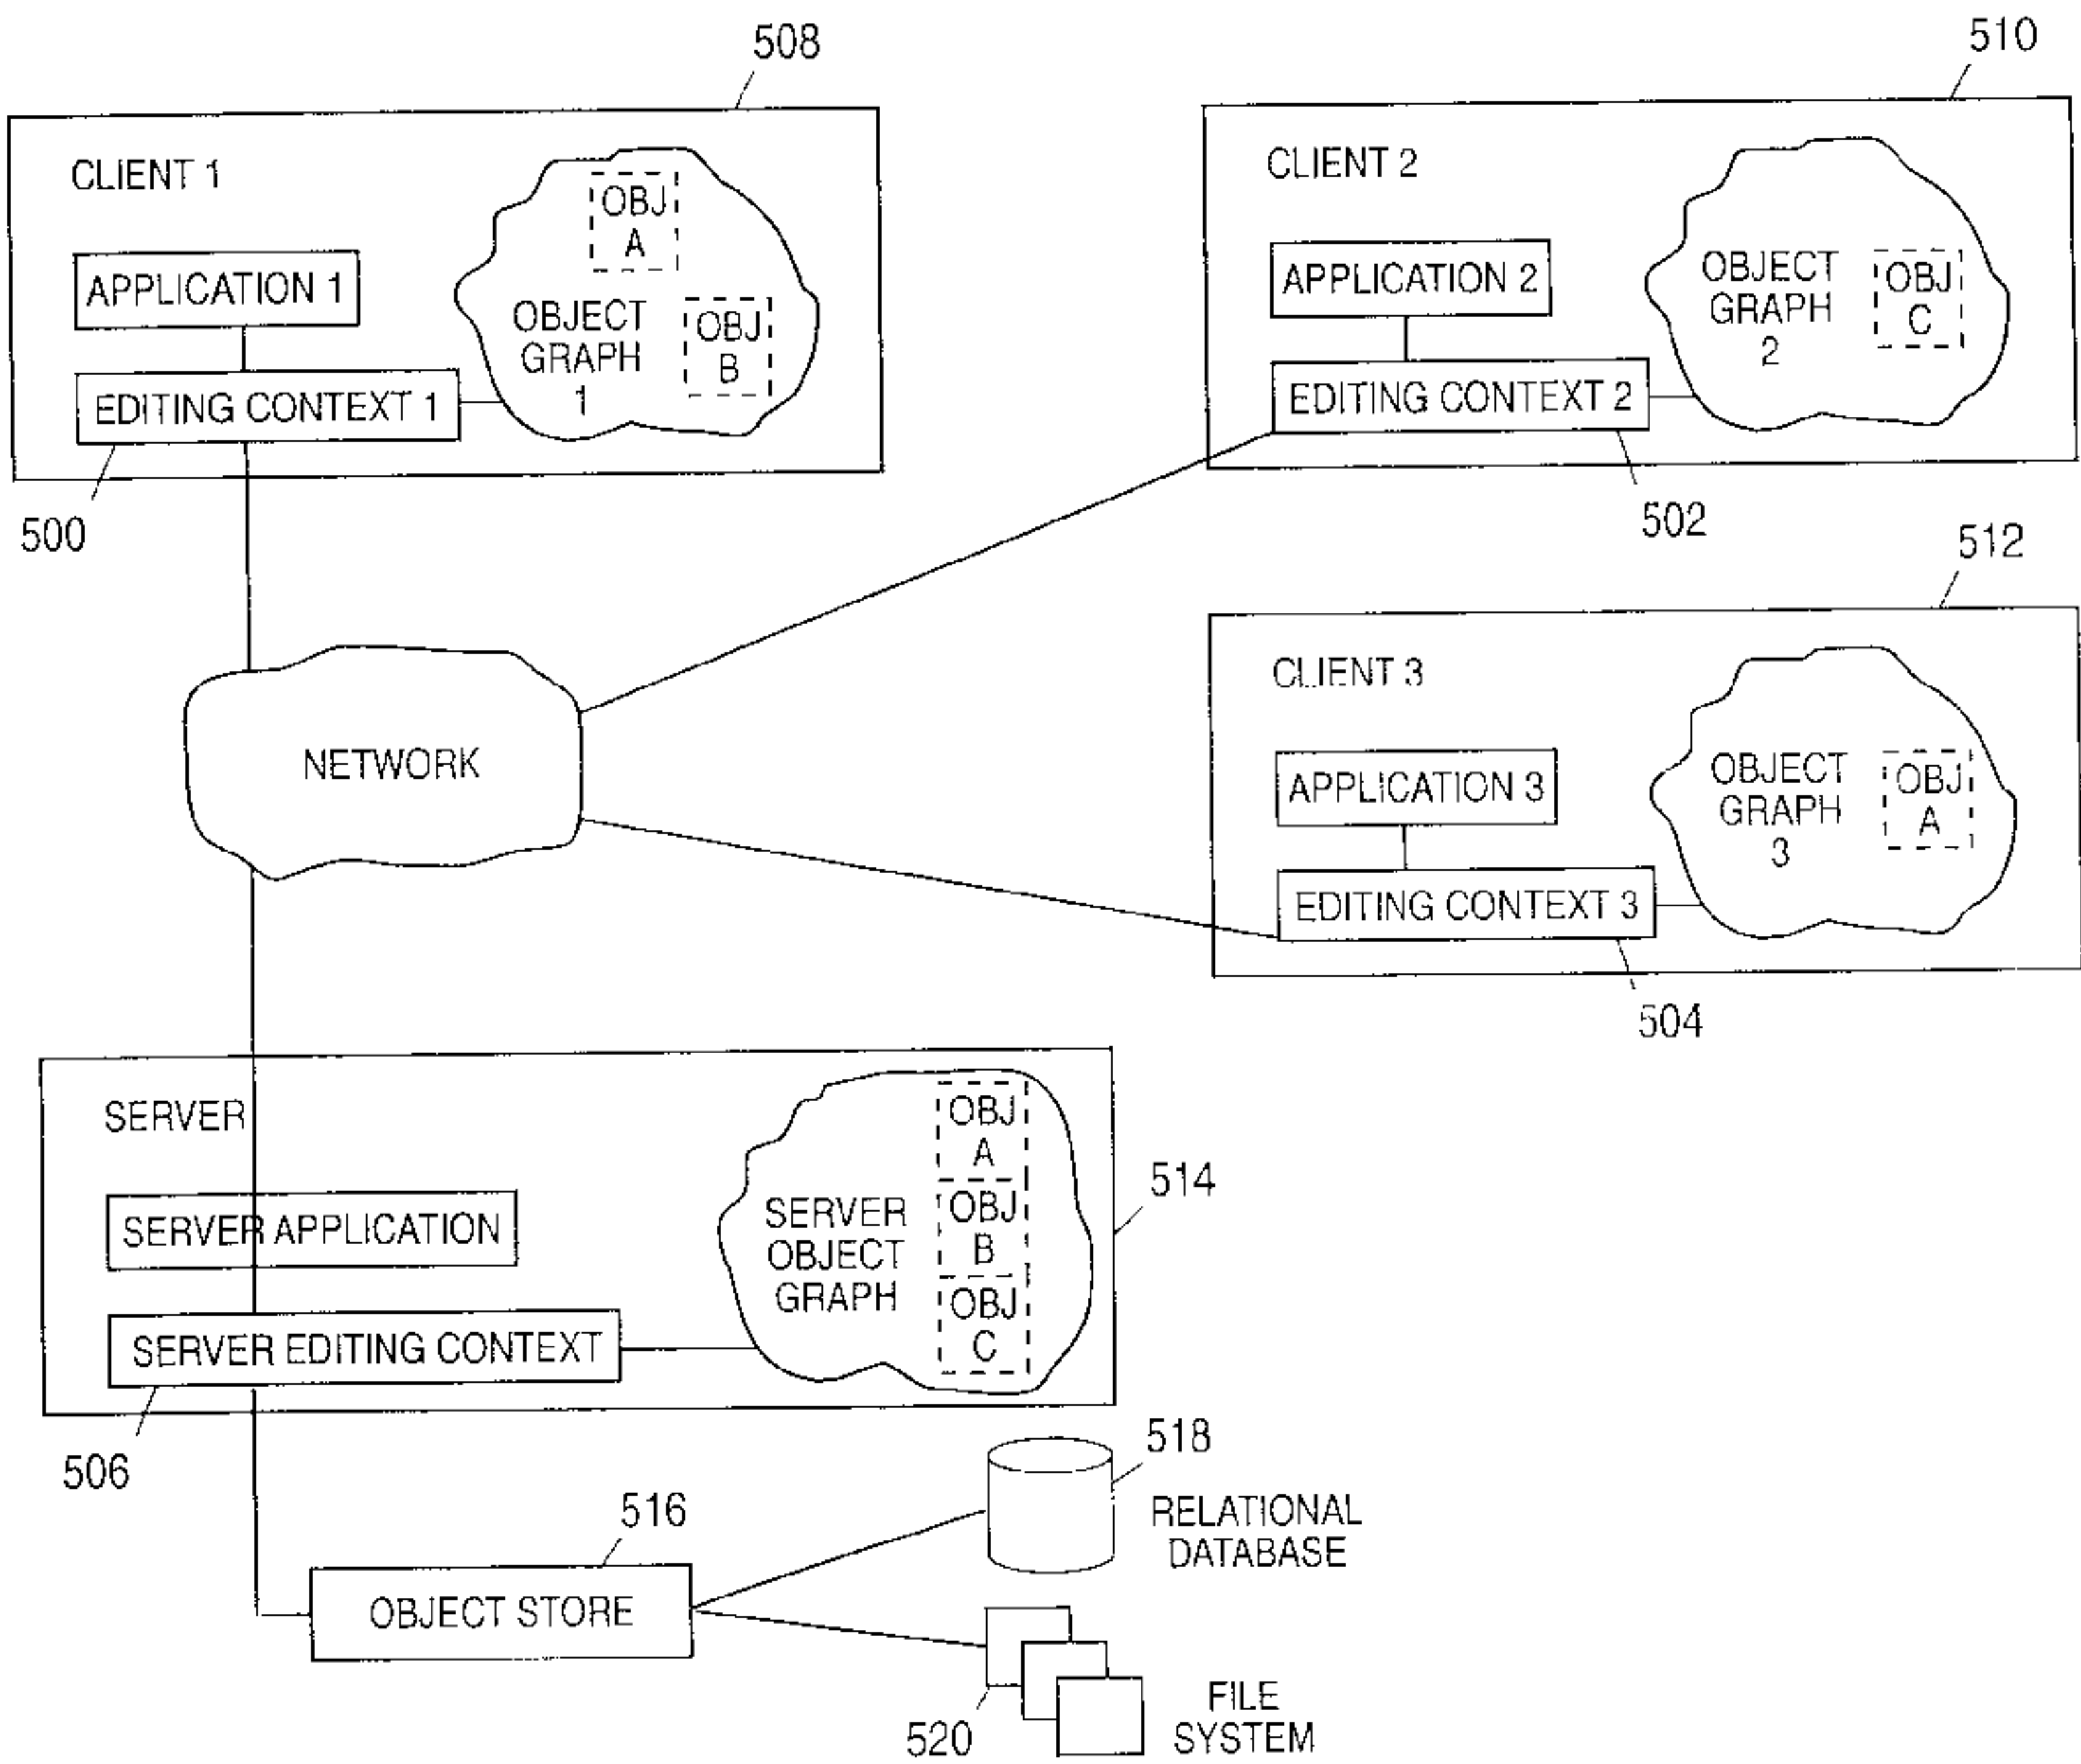 508
510
CLIENT 1
OBJ
A
APPLICATION 1
OBJECT
GRAPH
1
OBJ
B
EDITING CONTEXT 1
500
CLIENT 2
APPLICATION 2
OBJECT
GRAPH
2
OBJ
C
EDITING CONTEXT 2
502
512
NETWORK
CLIENT 3
APPLICATION 3
OBJECT
GRAPH
3
OBJ
A
EDITING CONTEXT 3
504
SERVER
SERVER APPLICATION
SERVER EDITING CONTEXT
SERVER
OBJECT
GRAPH
OBJ
A
OBJ
B
OBJ
C
514
506
516
OBJECT STORE
518
RELATIONAL
DATABASE
520
FILE
SYSTEM